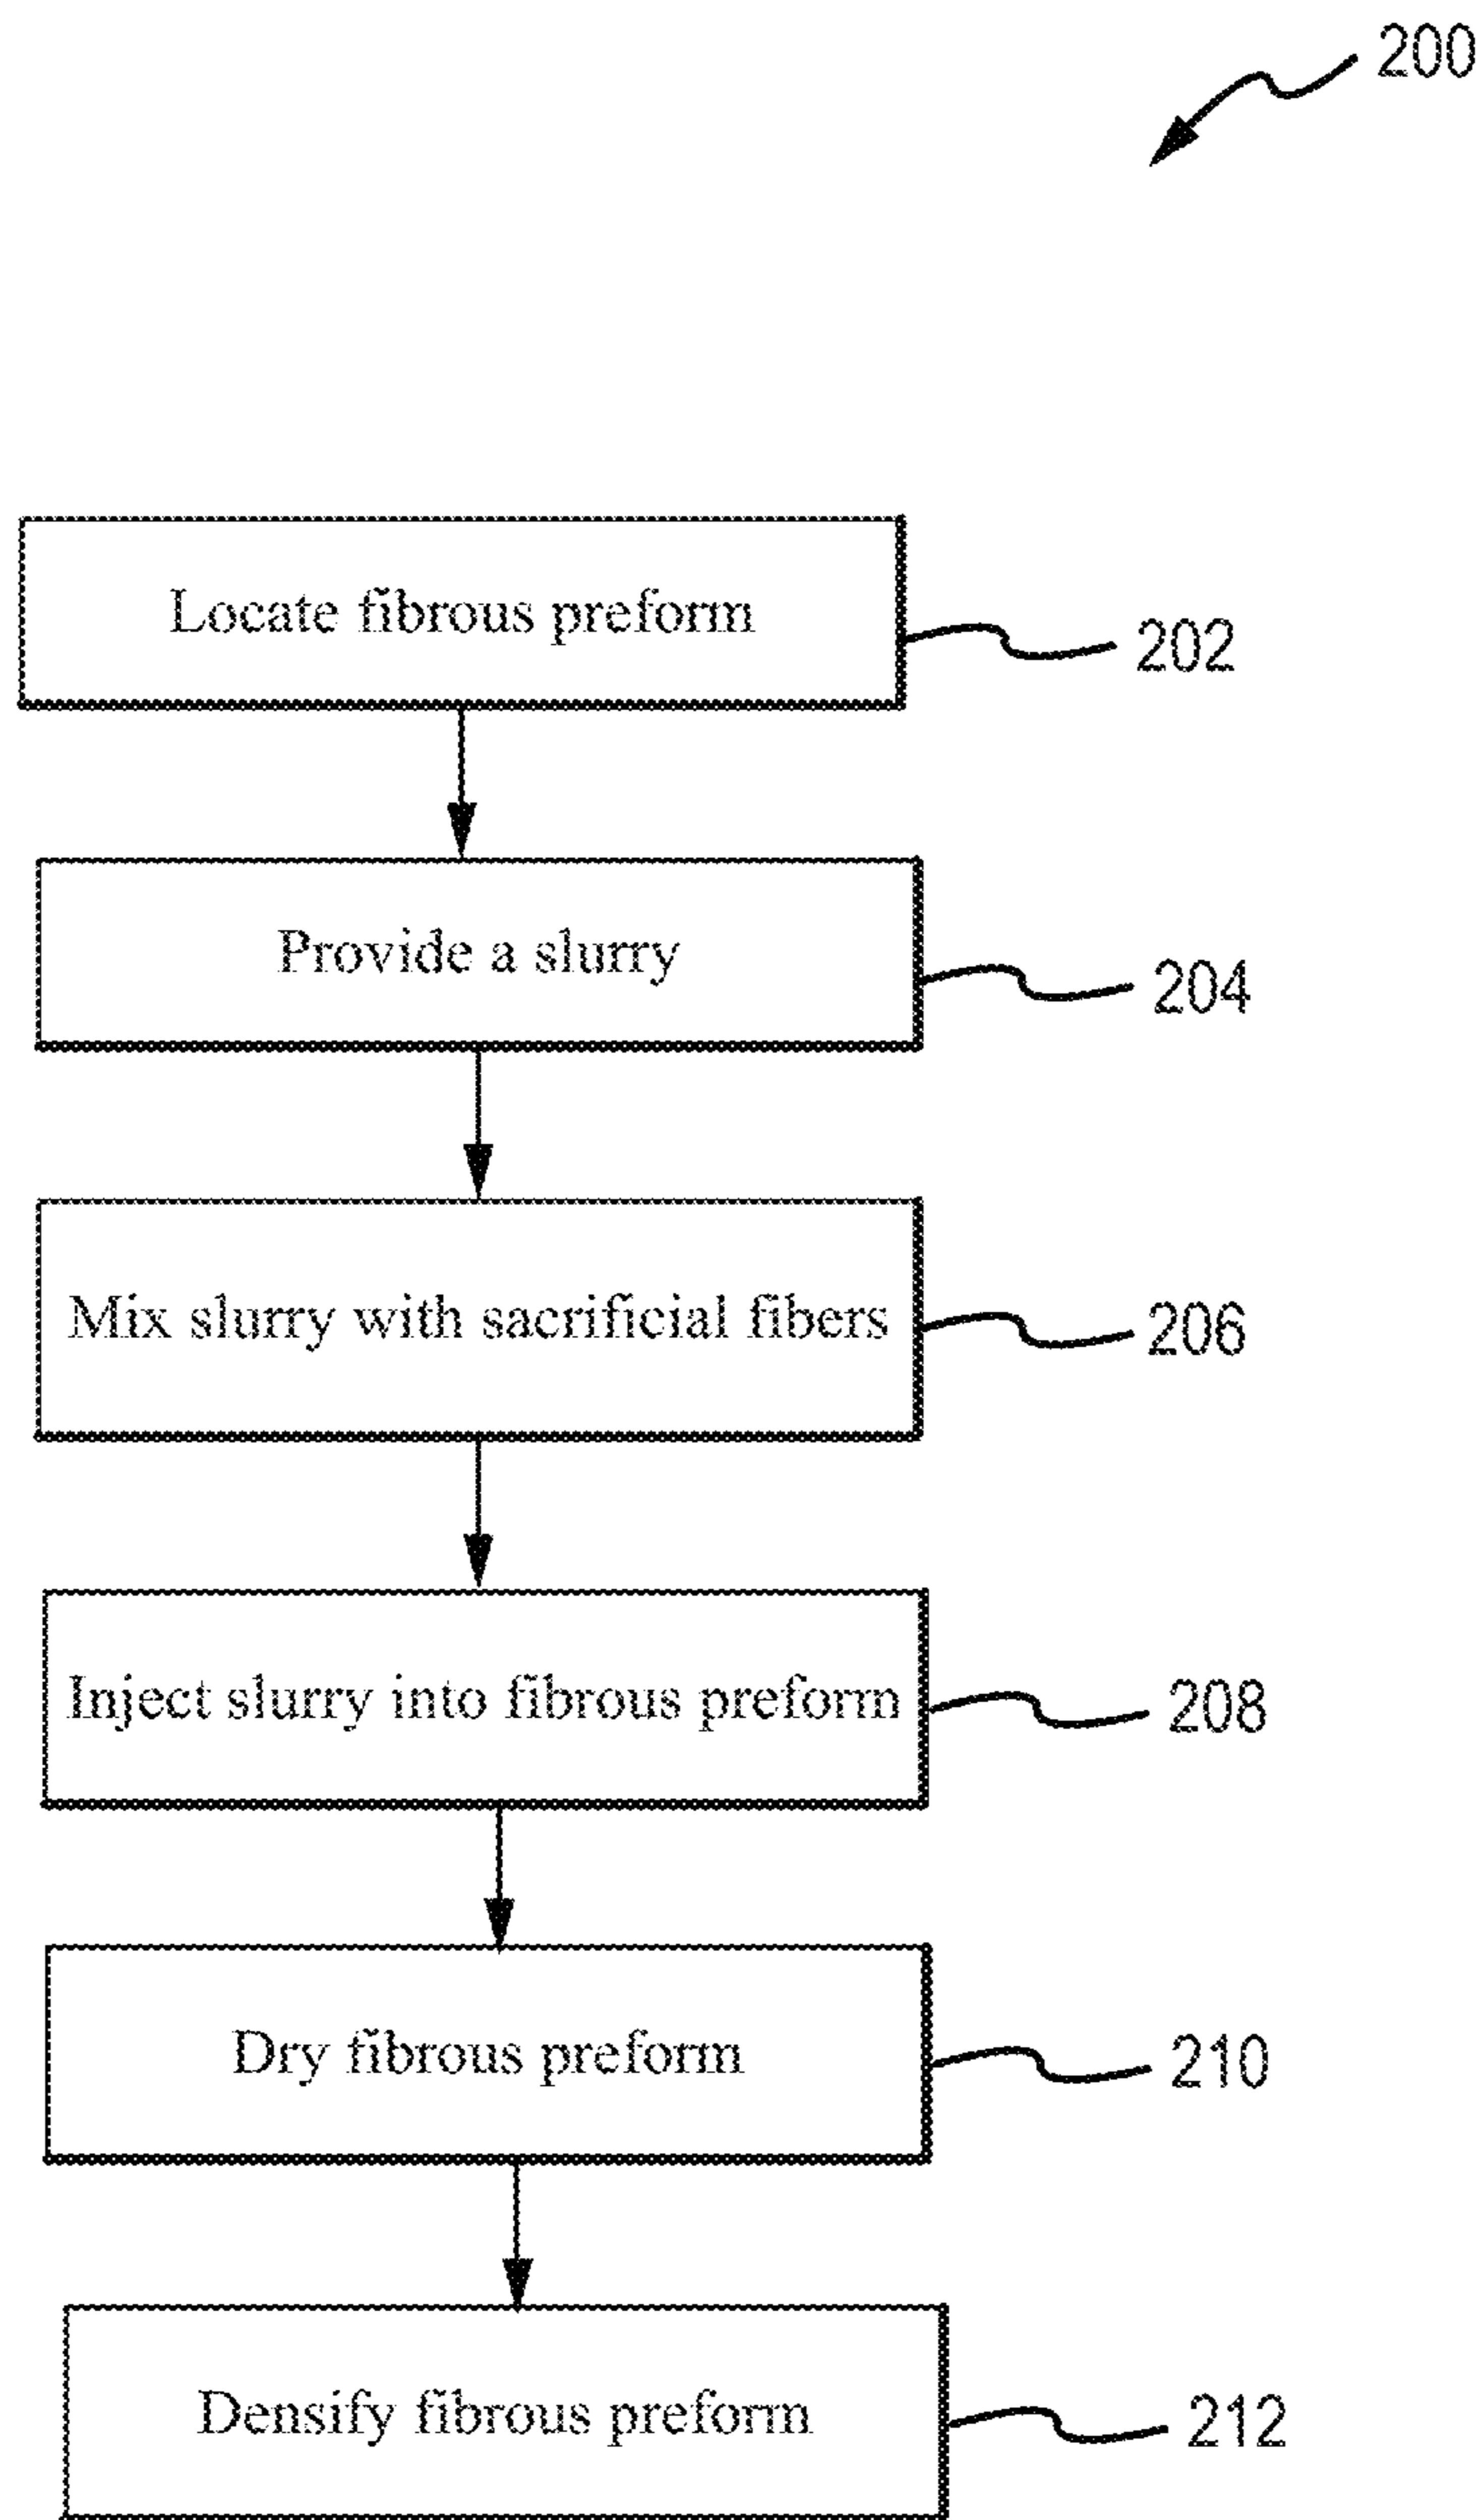 200
Locate fibrous preform
202
Provide a slurry
204
Mix slurry with sacrificial fibers
206
Inject slurry into fibrous preform
208
Dry fibrous preform
210
Densify fibrous preform
212